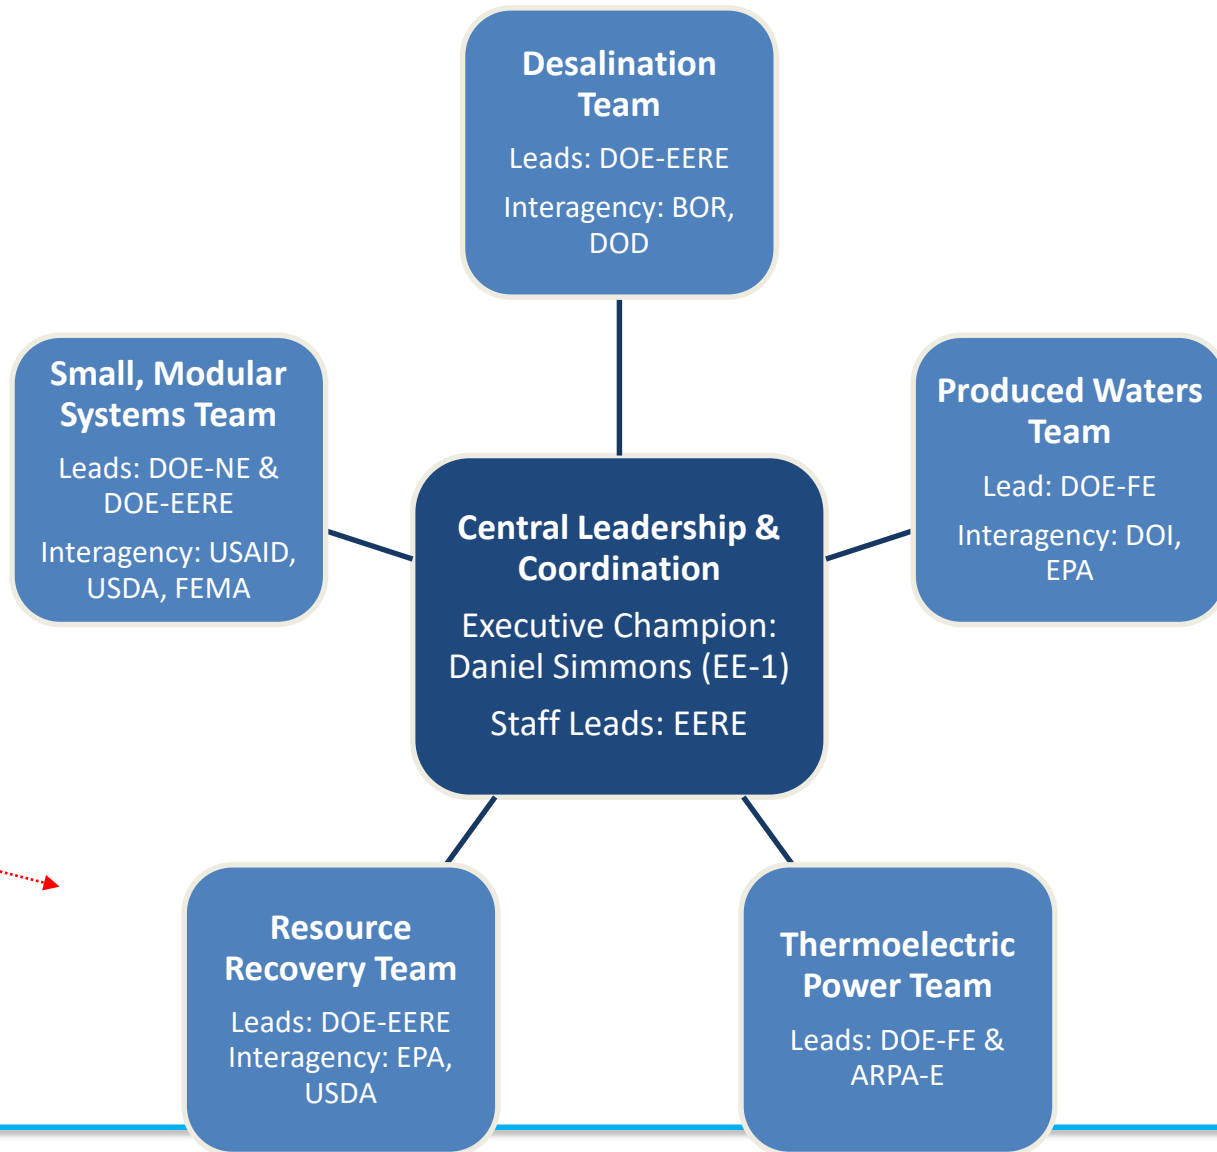 Desalination
Team
Leads: DOE-EERE
Interagency: BOR,
DOD
Small, Modular
Systems Team
Leads: DOE-NE &
DOE-EERE
Interagency: USAID,
USDA, FEMA
Produced Waters
Team
Lead: DOE-FE
Interagency: DOI,
EPA
Central Leadership &
Coordination
Executive Champion:
Daniel Simmons (EE-1)
Staff Leads: EERE
Resource
Recovery Team
Leads: DOE-EERE
Interagency: EPA,
USDA
Thermoelectric
Power Team
Leads: DOE-FE &
ARPA-E